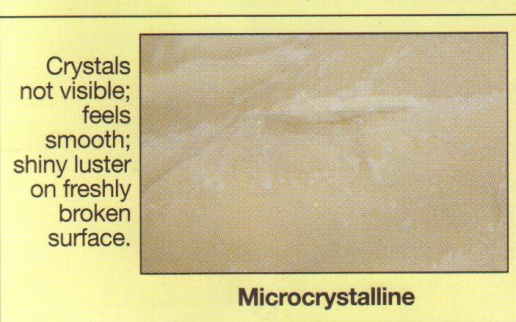 Crystals
not visible;
feels
smooth;
shiny luster
on freshly
broken
surface.
Microcrystalline